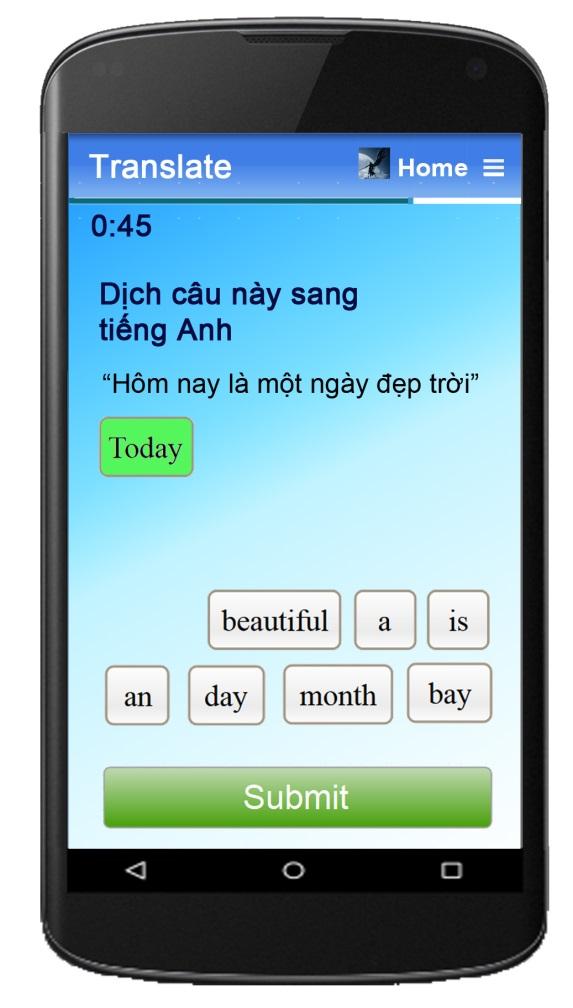 Translate Home
0:45
Dịch câu này sang
tiếng Anh
“Hôm nay là một ngày đẹp trời”
Today
beautiful a is
an day month bay
Submit